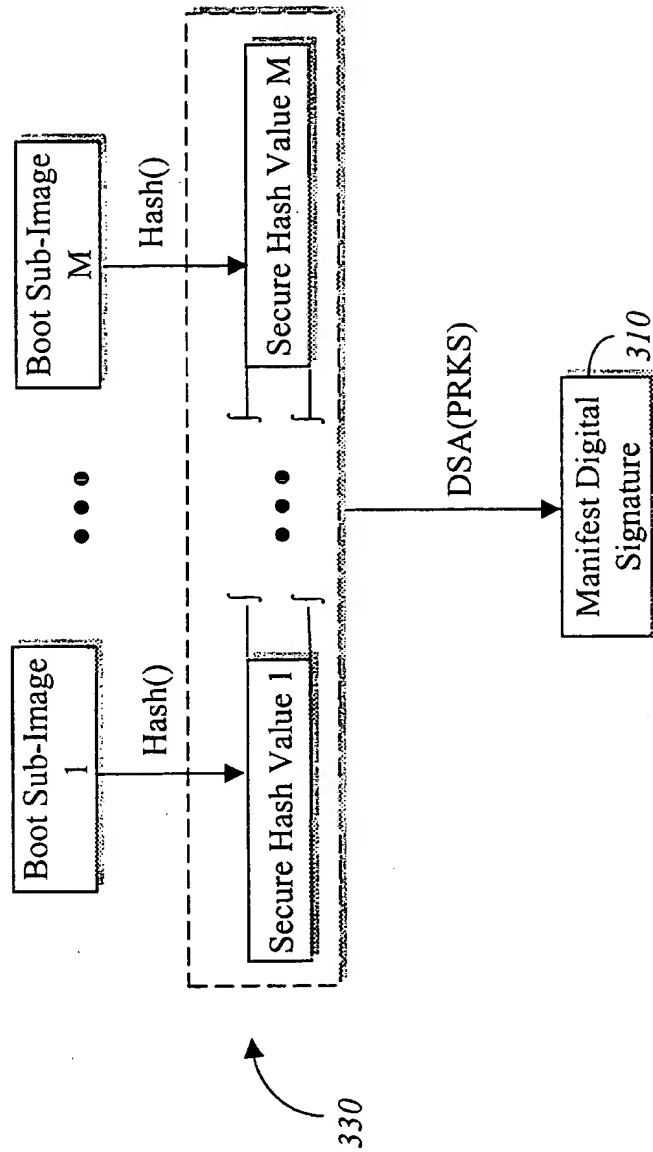 Boot Sub-Image
1
Boot Sub-Image
M
Hash()
Hash()
Secure Hash Value 1
Secure Hash Value M
330
DSA(PRKS)
Manifest Digital
Signature
310